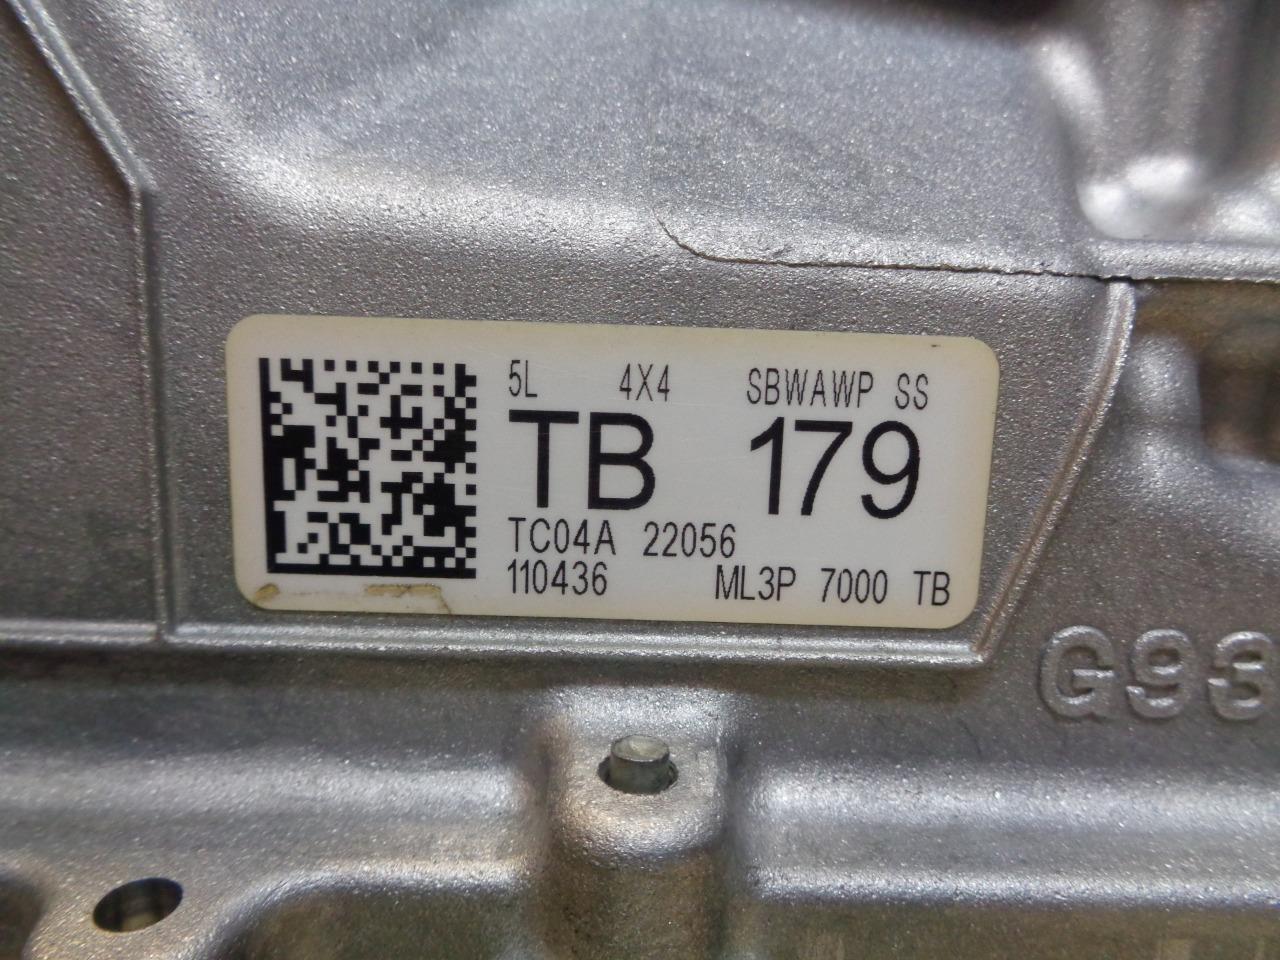 5L 4X4 SBWAWP SS
TB 179
TC04A 22056
110436 ML3P 7000 TB
G93